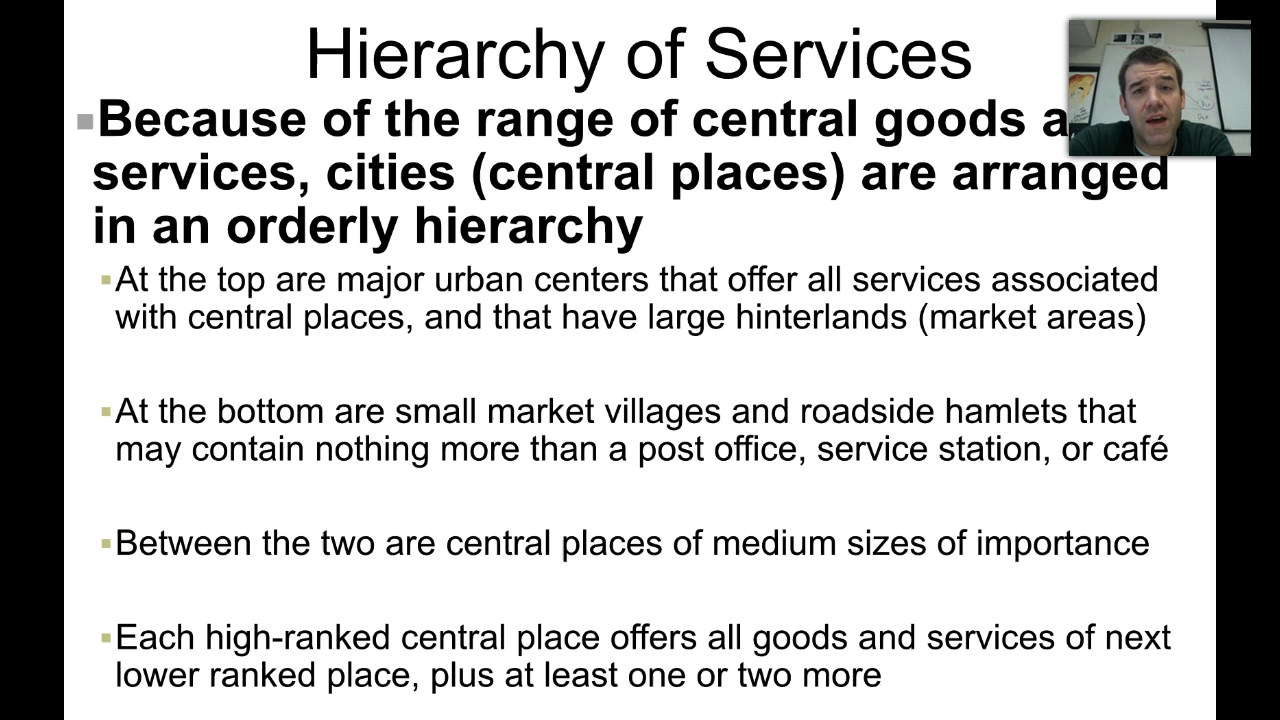 Hierarchy of Services
▪Because of the range of central goods a
services, cities (central places) are arranged
in an orderly hierarchy
▪At the top are major urban centers that offer all services associated
with central places, and that have large hinterlands (market areas)
▪At the bottom are small market villages and roadside hamlets that
may contain nothing more than a post office, service station, or café
▪Between the two are central places of medium sizes of importance
▪Each high-ranked central place offers all goods and services of next
lower ranked place, plus at least one or two more